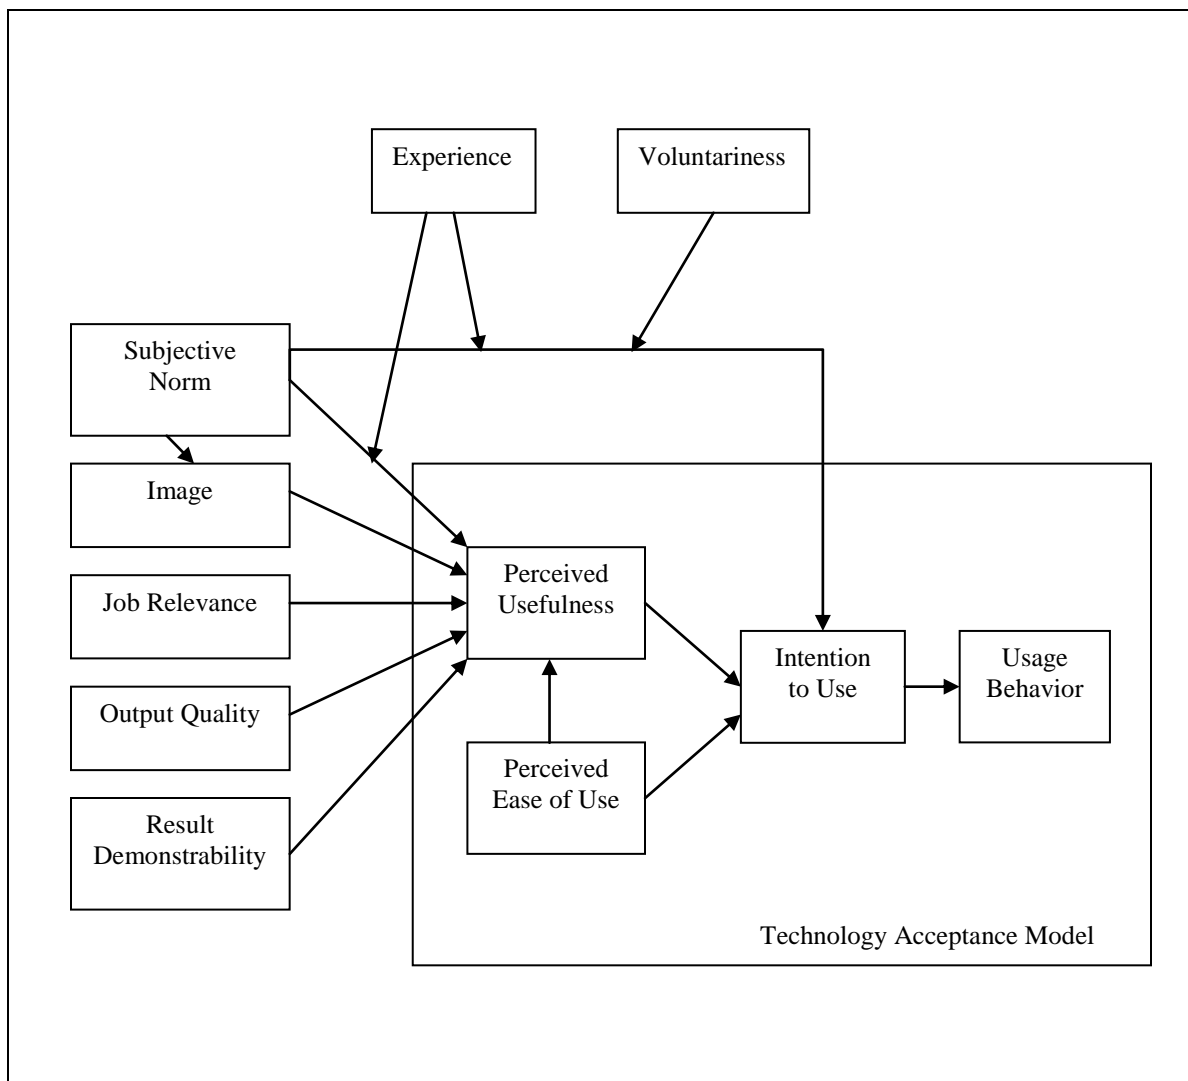 Experience
Voluntariness
Subjective
Norm
Image
Job Relevance
Output Quality
Result
Demonstrability
Perceived
Usefulness
Perceived
Ease of Use
Intention
to Use
Usage
Behavior
Technology Acceptance Model